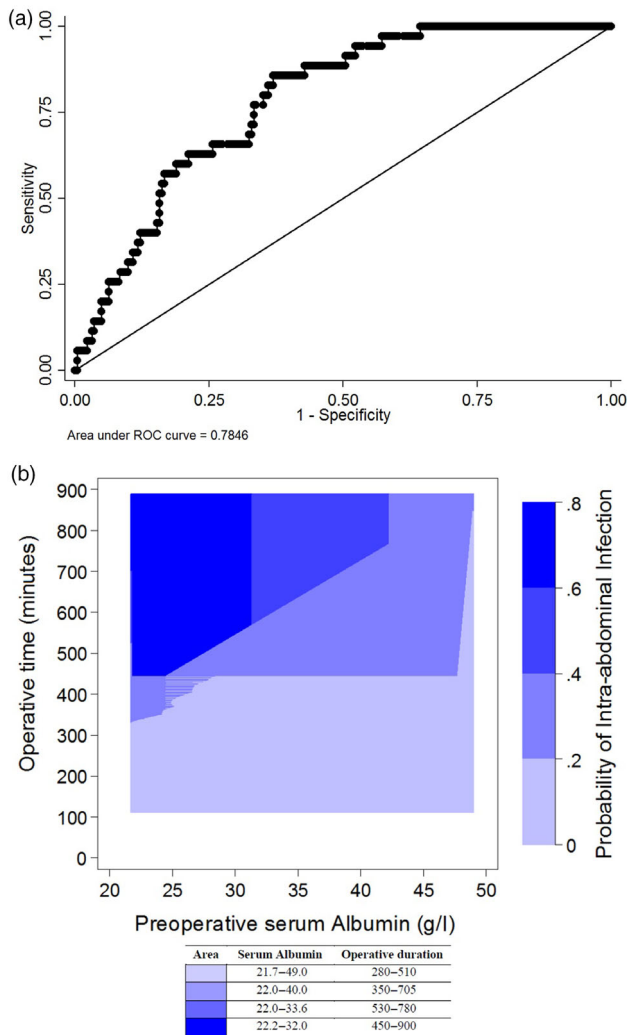 (a)
1.00
0.75
0.50
0.25
0.00
Sensitivity
0.00 0.25 0.50 0.75 1.00
1 - Specificity
Area under ROC curve = 0.7846
(b)
900
800
700
600
500
400
300
200
100
0
Operative time (minutes)
20 25 30 35 40 45 50
Preoperative serum Albumin (g/l)
.8
.6
.4
.2
0
Probability of Intra-abdominal Infection
Area Serum Albumin Operative duration
21.7–49.0 280–510
22.0–40.0 350–705
22.0–33.6 530–780
22.2–32.0 450–900